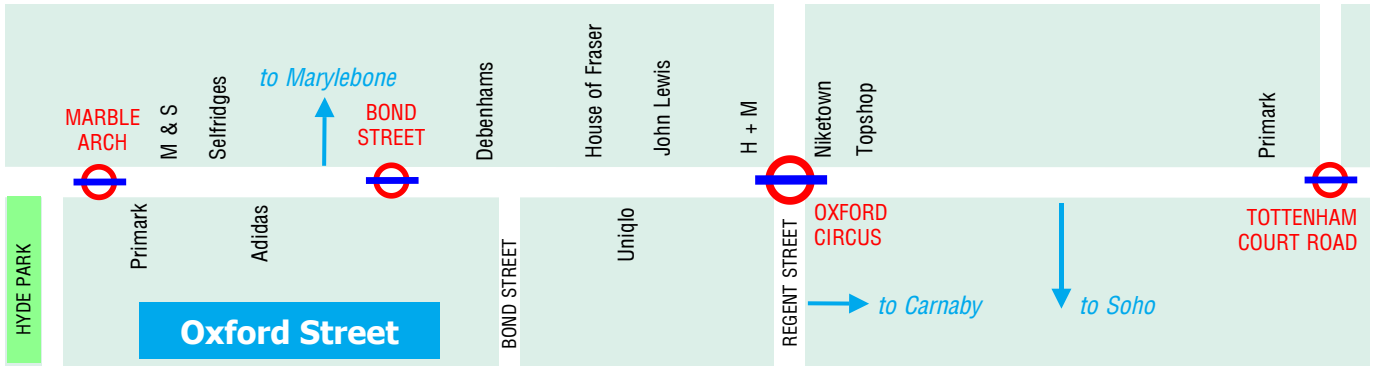 MARBLE
ARCH
M & S
Selfridges
to Marylebone
BOND
STREET
Debenhams
House of Fraser
John Lewis
H + M
Niketown
Topshop
Primark
HYDE PARK
Primark
Adidas
BOND STREET
Uniqlo
REGENT STREET
OXFORD
CIRCUS
TOTTENHAM
COURT ROAD
Oxford Street
to Carnaby
to Soho